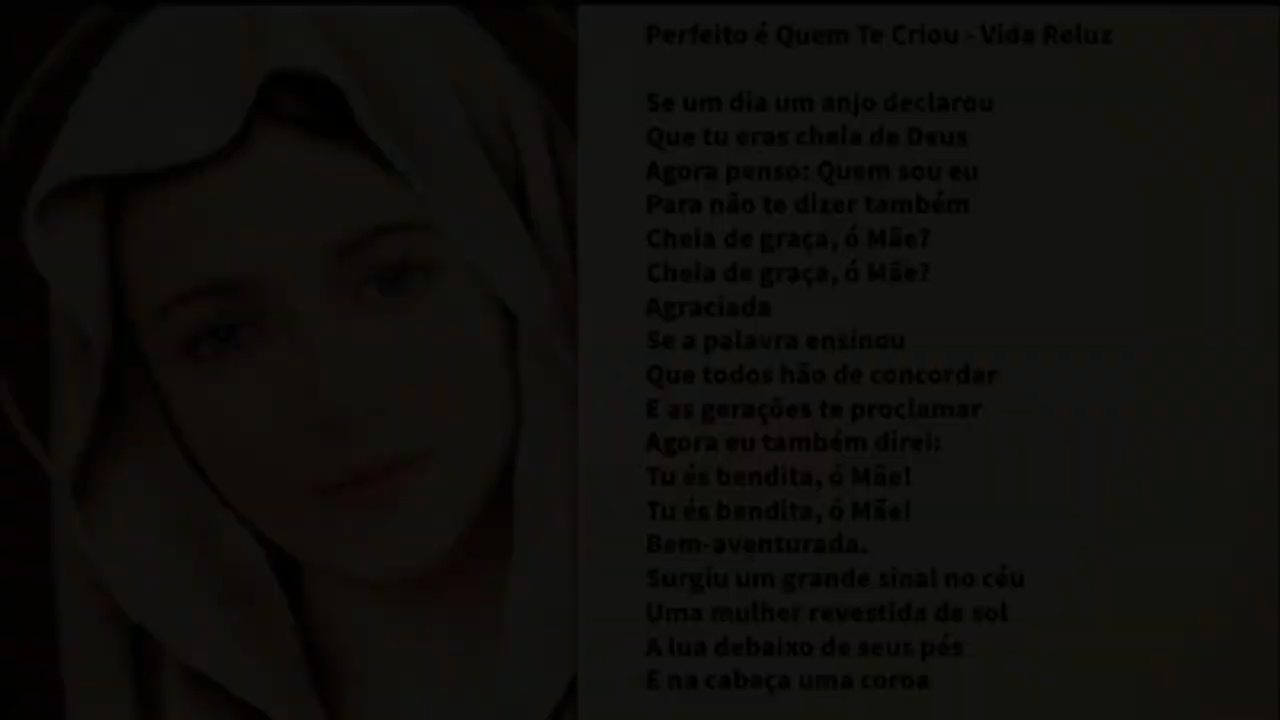 Perfeito é Quem Te Criou - Vida Reluz
Se um dia um anjo declarou
Que tu eras cheia de Deus
Agora penso: Quem sou eu
Para não te dizer também
Cheia de graça, ó Mãe?
Cheia de graça, ó Mãe?
Agraciada
Se a palavra ensinou
Que todos hão de concordar
E as gerações te proclamar
Agora eu também direi:
Tu és bendita, ó Mãe!
Tu és bendita, ó Mãe!
Bem-aventurada.
Surgiu um grande sinal no céu
Uma mulher revestida de sol
A lua debaixo de seus pés
E na cabeça uma coroa